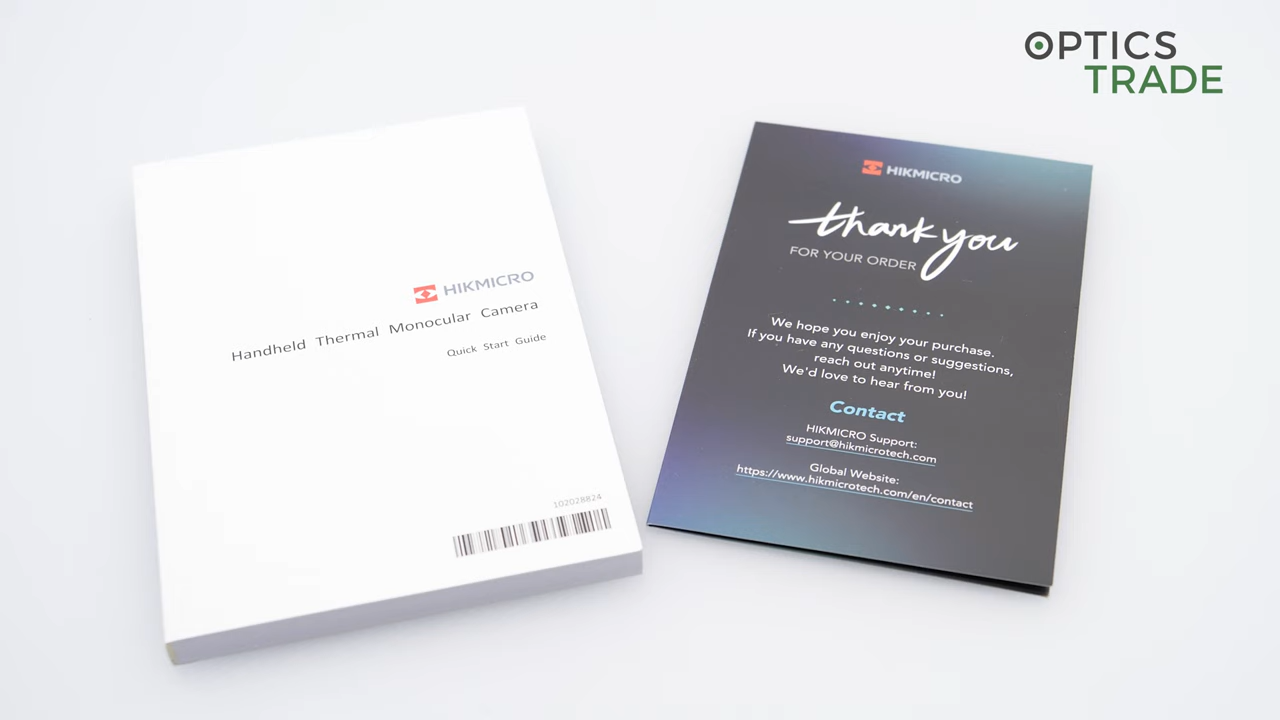 OPTICS
TRADE
HIKMICRO
Handheld Thermal Monocular Camera
Quick Start Guide
102028824
HIKMICRO
thank you
FOR YOUR ORDER
We hope you enjoy your purchase.
If you have any questions or suggestions,
reach out anytime!
We'd love to hear from you!
Contact
HIKMICRO Support:
support@hikmicrotech.com
Global Website:
https://www.hikmicrotech.com/en/contact